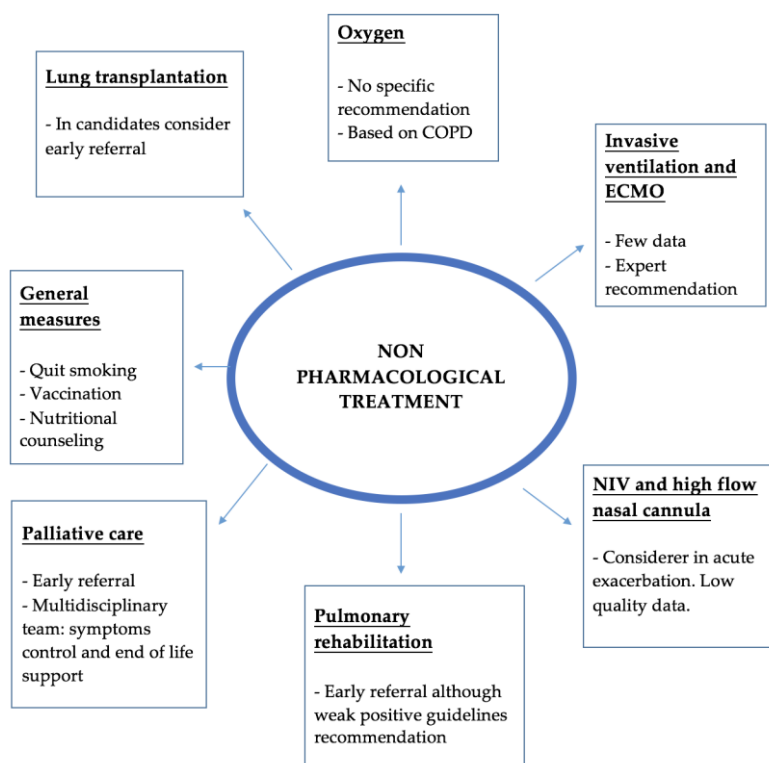 Oxygen
- No specific
recommendation
- Based on COPD
Lung transplantation
- In candidates consider
early referral
Invasive
ventilation and
ECMO
- Few data
- Expert
recommendation
General
measures
- Quit smoking
- Vaccination
- Nutritional
counseling
NON
PHARMACOLOGICAL
TREATMENT
NIV and high flow
nasal cannula
- Considerer in acute
exacerbation. Low
quality data.
Palliative care
- Early referral
- Multidisciplinary
team: symptoms
control and end of life
support
Pulmonary
rehabilitation
- Early referral although
weak positive guidelines
recommendation